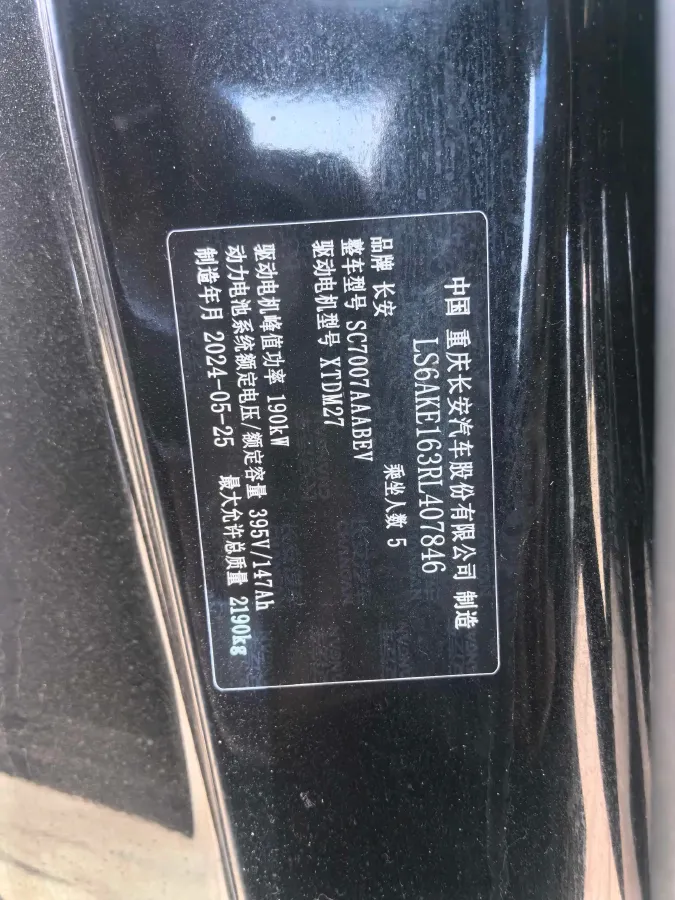 中国 重庆长安汽车股份有限公司 制造
LS6AKE163RL407846
品牌 长安 乘坐人数 5
整车型号 SC7007AAABEV
驱动电机型号 XTDM27
驱动电机峰值功率 190kW
动力电池系统额定电压/额定容量 395V/147Ah
制造年月 2024-05-25 最大允许总质量 2190kg